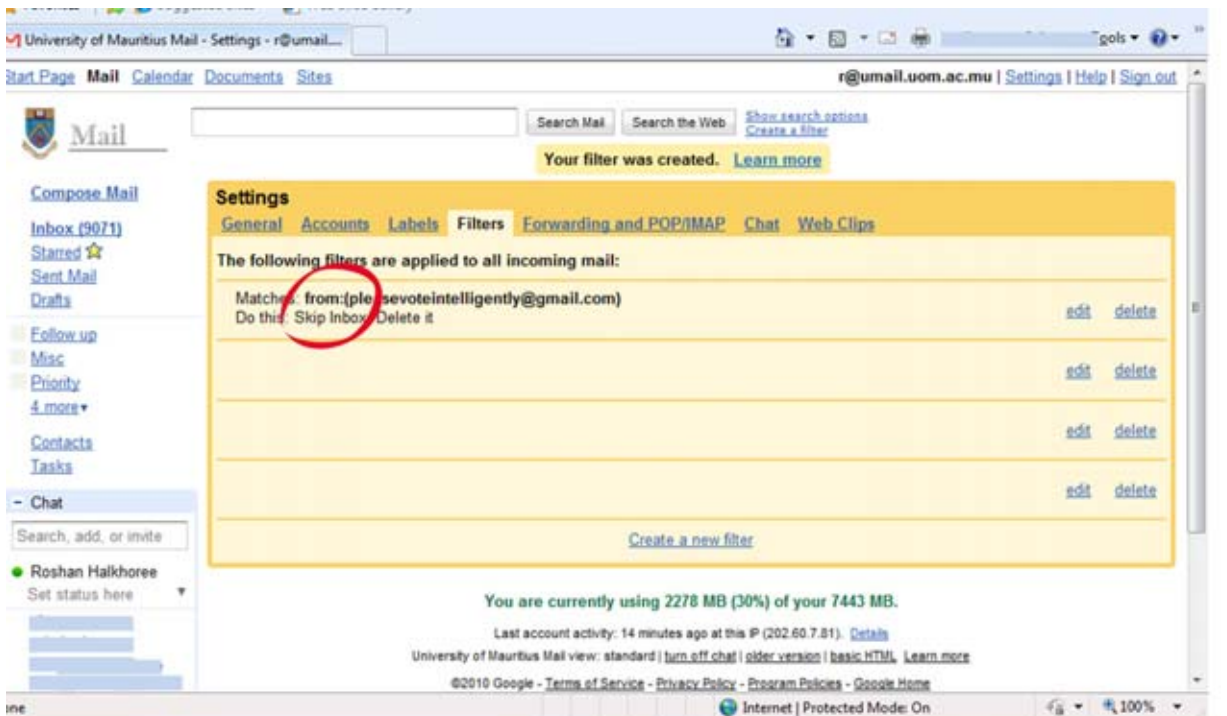 University of Mauritius Mail - Settings - r@umail....
Start Page Mail Calendar Documents Sites
r@umail.uom.ac.mu | Settings | Help | Sign out
Mail
Search Mail Search the Web Show search options
Create a filter
Your filter was created. Learn more
Compose Mail
Inbox (9071)
Starred
Sent Mail
Drafts
Follow up
Misc
Priority
4 more▾
Contacts
Tasks
– Chat
Search, add, or invite
Roshan Halkhoree
Set status here
Settings
General Accounts Labels Filters Forwarding and POP/IMAP Chat Web Clips
The following filters are applied to all incoming mail:
Matches: from:( sevoteintelligently@gmail.com)
Do this: Skip Inbox, Delete it
edit delete
edit delete
edit delete
edit delete
Create a new filter
You are currently using 2278 MB (30%) of your 7443 MB.
Last account activity: 14 minutes ago at this IP (202.60.7.81). Details
University of Mauritius Mail view: standard | turn off chat | older version | basic HTML Learn more
©2010 Google - Terms of Service - Privacy Policy - Program Policies - Google Home
Internet | Protected Mode: On
100%